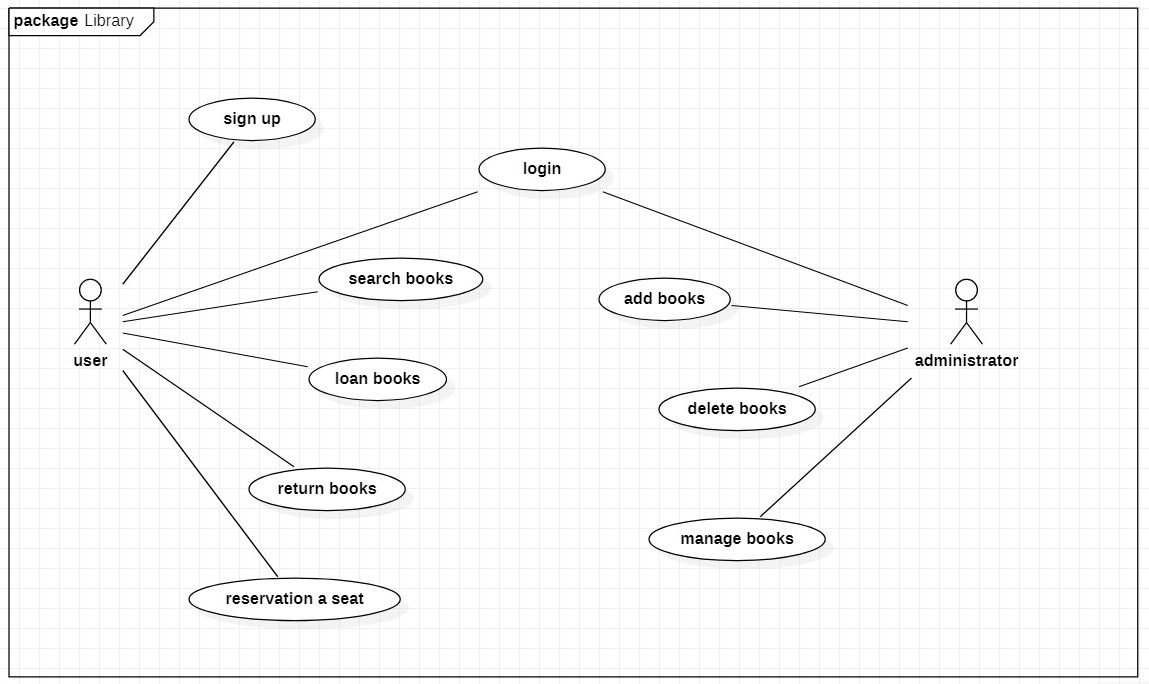 package Library
sign up
login
search books
add books
user
administrator
loan books
delete books
return books
manage books
reservation a seat